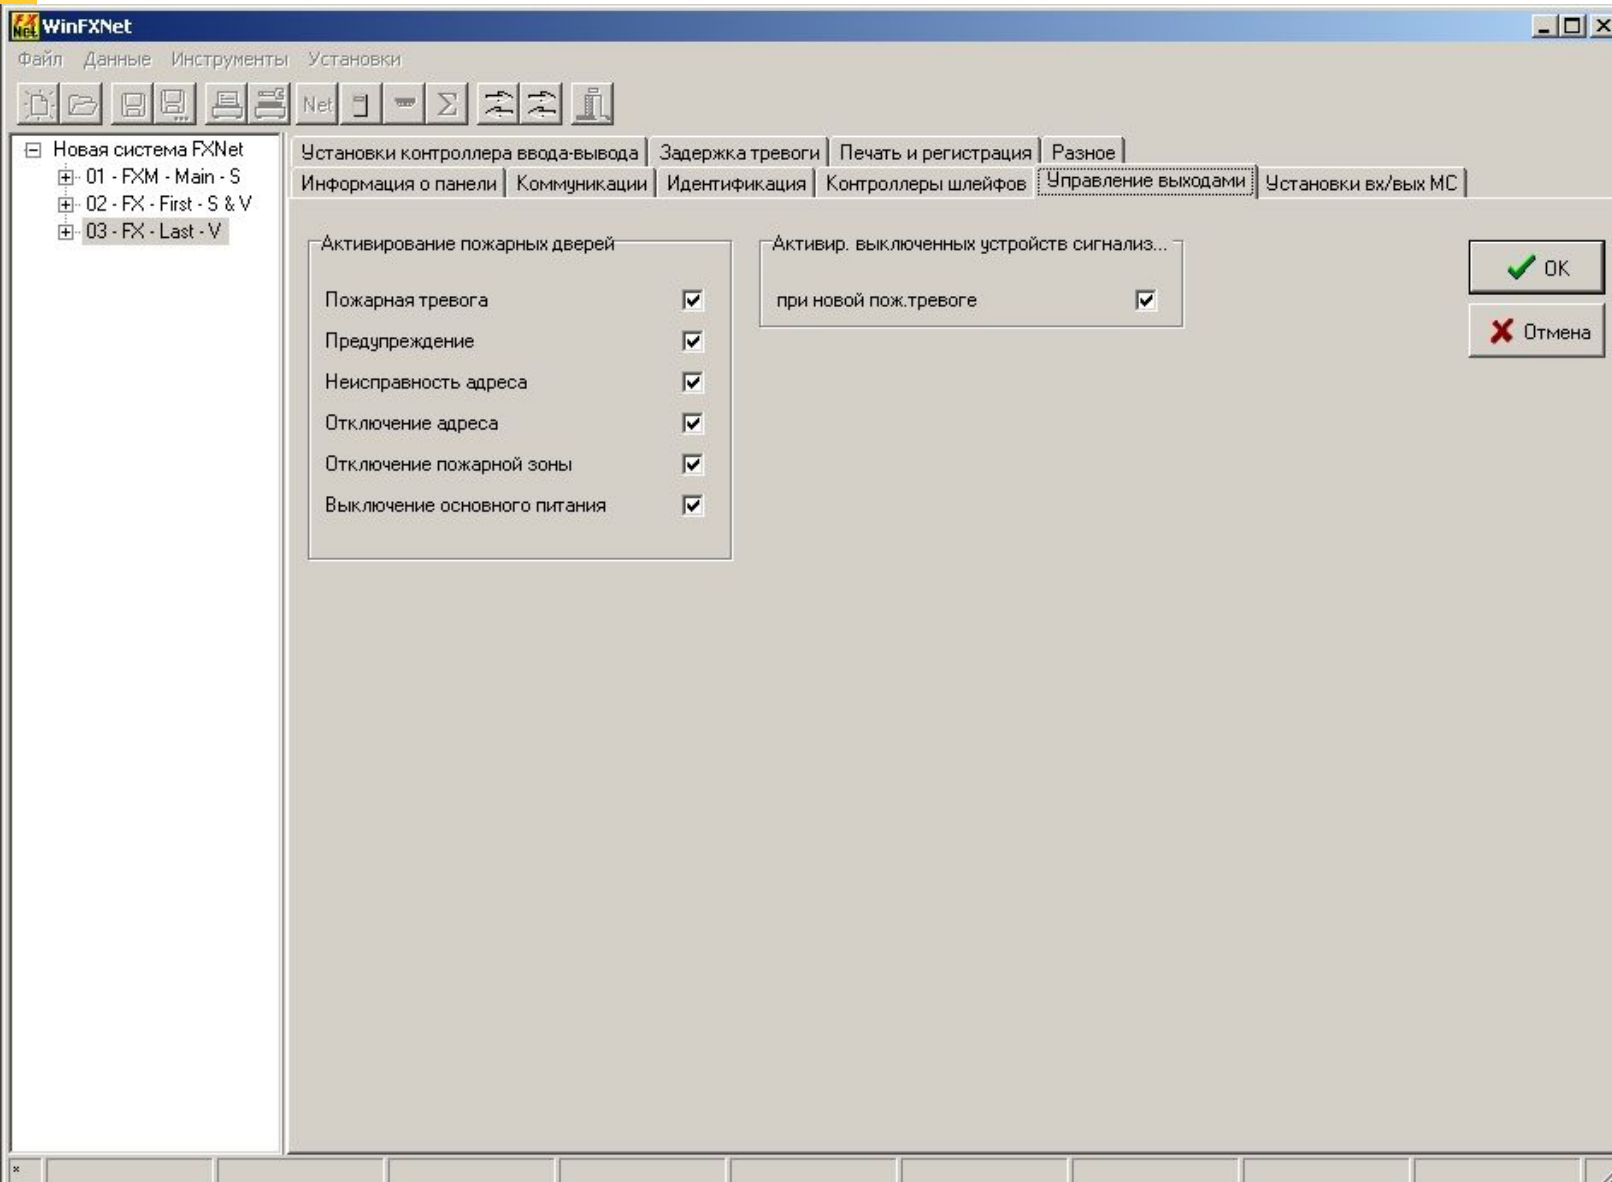 WinFXNet
Файл Данные Инструменты Установки
Net Σ
Новая система FXNet
01 - FXM - Main - S
02 - FX - First - S & V
03 - FX - Last - V
Установки контроллера ввода-вывода Задержка тревоги Печать и регистрация Разное
Информация о панели Коммуникации Идентификация Контроллеры шлейфов Управление выходами Установки вх/вых МС
Активирование пожарных дверей
Пожарная тревога
Предупреждение
Неисправность адреса
Отключение адреса
Отключение пожарной зоны
Выключение основного питания
Активир. выключенных устройств сигнализ...
при новой пож.тревоге
OK
Отмена
*